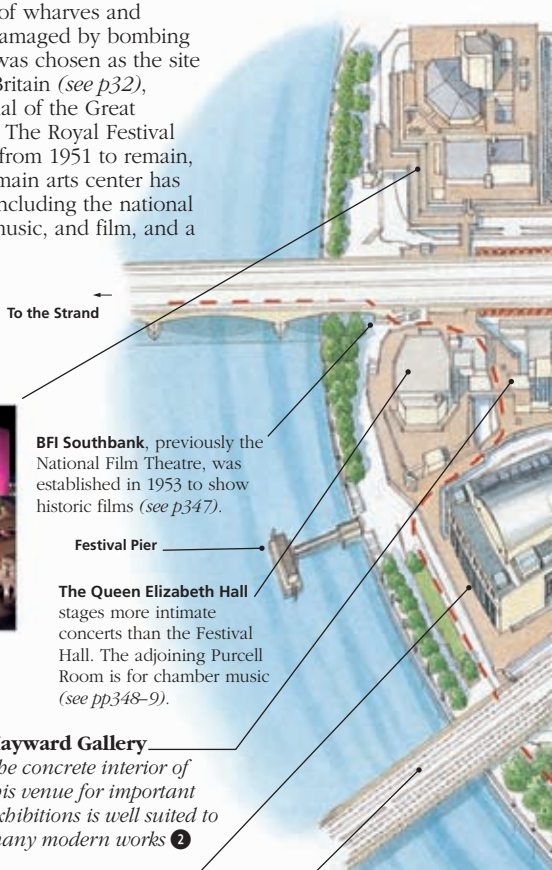 of wharves and
amaged by bombing
was chosen as the site
Britain (see p32),
al of the Great
The Royal Festival
from 1951 to remain,
main arts center has
ncluding the national
music, and film, and a
To the Strand
BFI Southbank, previously the
National Film Theatre, was
established in 1953 to show
historic films (see p347).
Festival Pier
The Queen Elizabeth Hall
stages more intimate
concerts than the Festival
Hall. The adjoining Purcell
Room is for chamber music
(see pp348–9).
ayward Gallery
he concrete interior of
his venue for important
xhibitions is well suited to
any modern works 2